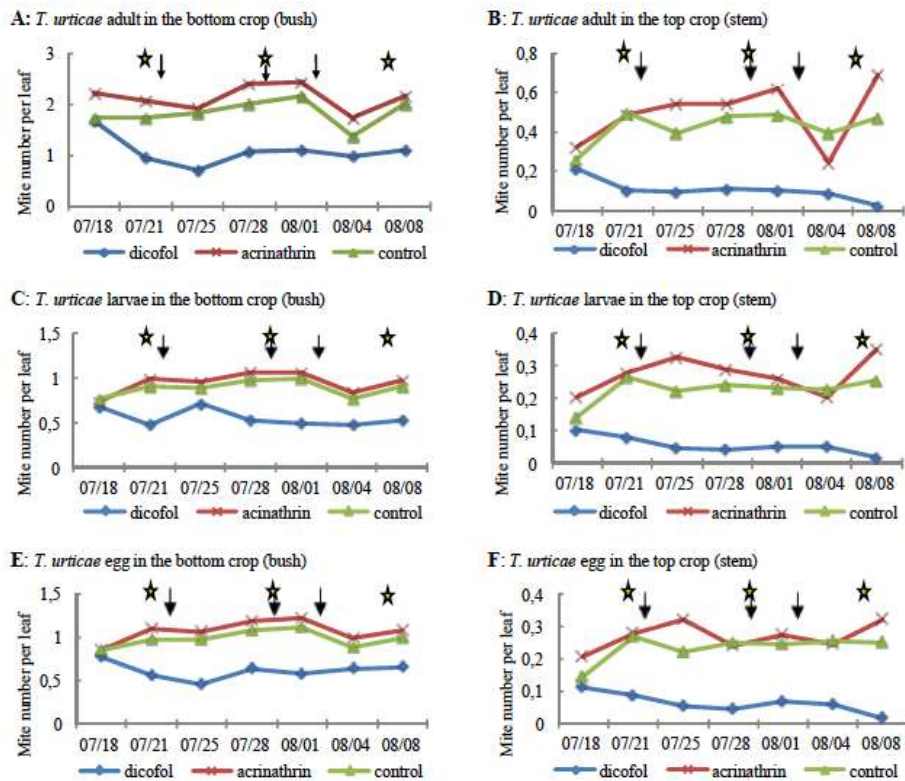 A: T. urticae adult in the bottom crop (bush)
Mite number per leaf
3
2
1
0
07/18 07/21 07/25 07/28 08/01 08/04 08/08
dicofol acrinathrin control
B: T. urticae adult in the top crop (stem)
Mite number per leaf
0,8
0,6
0,4
0,2
0
07/18 07/21 07/25 07/28 08/01 08/04 08/08
dicofol acrinathrin control
C: T. urticae larvae in the bottom crop (bush)
Mite number per leaf
1,5
1
0,5
0
07/18 07/21 07/25 07/28 08/01 08/04 08/08
dicofol acinathrin control
D: T. urticae larvae in the top crop (stem)
Mite number per leaf
0,4
0,3
0,2
0,1
0
07/18 07/21 07/25 07/28 08/01 08/04 08/08
dicofol acrinathrin control
E: T. urticae egg in the bottom crop (bush)
Mite number per leaf
1,5
1
0,5
0
07/18 07/21 07/25 07/28 08/01 08/04 08/08
dicofol acrinathrin control
F: T. urticae egg in the top crop (stem)
Mite number per leaf
0,4
0,3
0,2
0,1
0
07/18 07/21 07/25 07/28 08/01 08/04 08/08
dicofol acrinathrin control